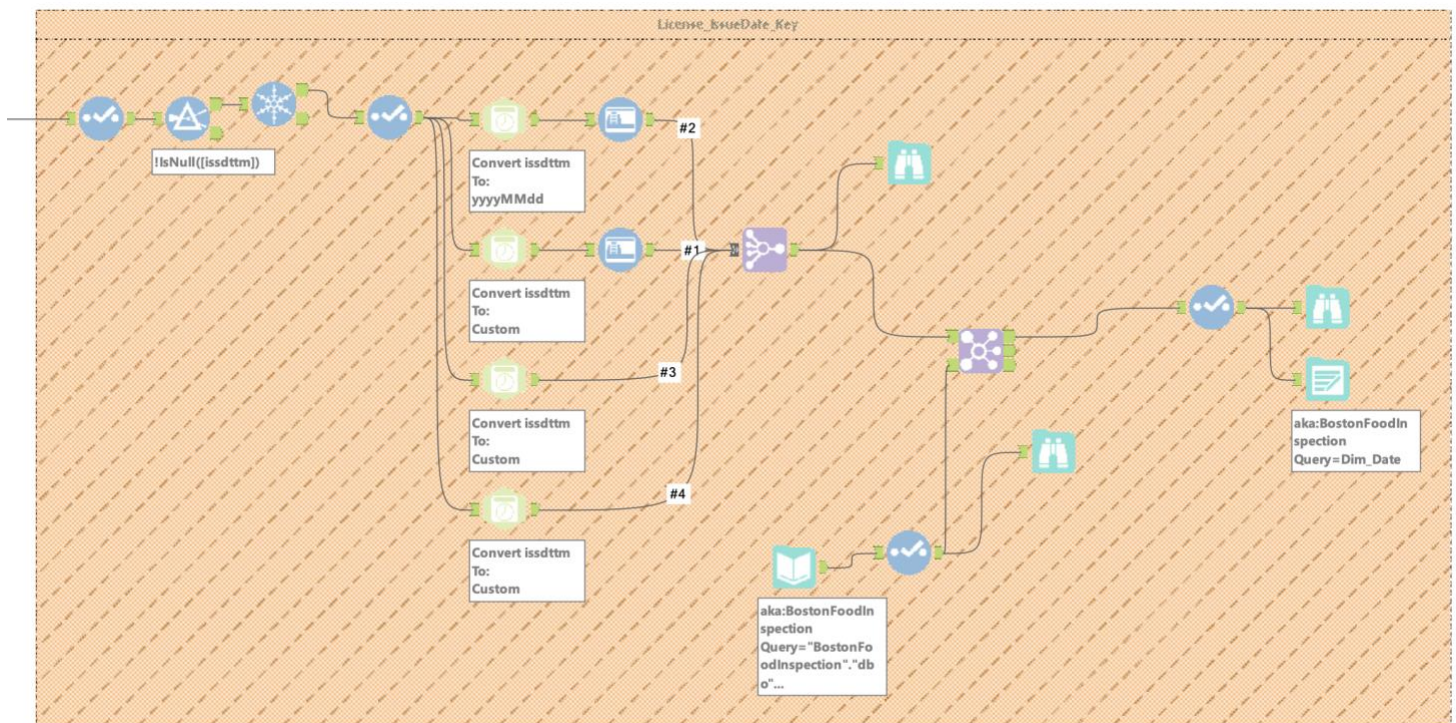 License_IssueDate_Key
!IsNull([issdttm])
Convert issdttm
To:
yyyyMMdd
#2
Convert issdttm
To:
Custom
#1
Convert issdttm
To:
Custom
#3
Convert issdttm
To:
Custom
#4
aka:BostonFoodIn
spection
Query=Dim_Date
aka:BostonFoodIn
spection
Query="BostonFo
odInspection"."db
o"...